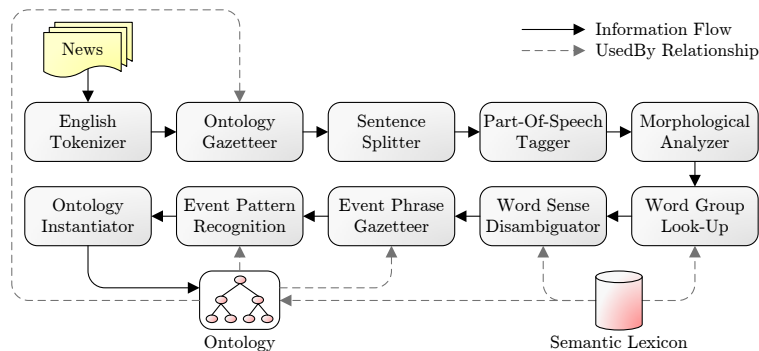 News
Information Flow
UsedBy Relationship
English
Tokenizer
Ontology
Gazetteer
Sentence
Splitter
Part-Of-Speech
Tagger
Morphological
Analyzer
Ontology
Instantiator
Event Pattern
Recognition
Event Phrase
Gazetteer
Word Sense
Disambiguator
Word Group
Look-Up
Ontology
Semantic Lexicon